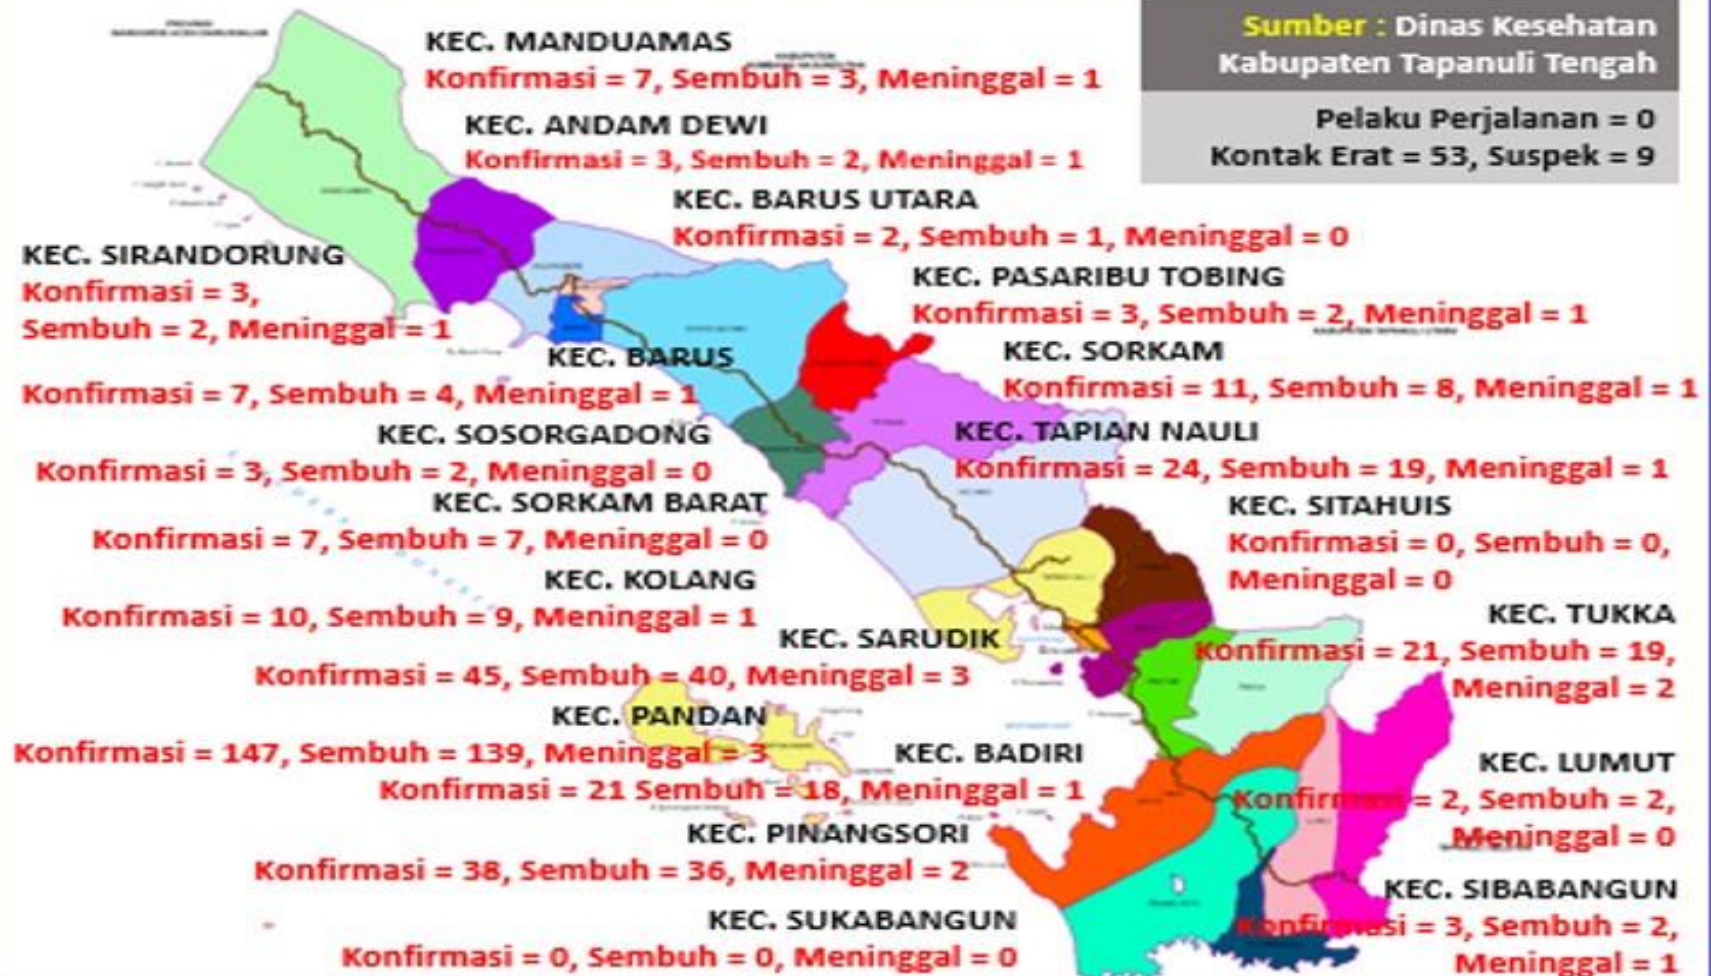 Sumber : Dinas Kesehatan
Kabupaten Tapanuli Tengah
Pelaku Perjalanan = 0
Kontak Erat = 53, Suspek = 9
KEC. MANDUAMAS
Konfirmasi = 7, Sembuh = 3, Meninggal = 1
KEC. ANDAM DEWI
Konfirmasi = 3, Sembuh = 2, Meninggal = 1
KEC. BARUS UTARA
Konfirmasi = 2, Sembuh = 1, Meninggal = 0
KEC. SIRANDORUNG
Konfirmasi = 3,
Sembuh = 2, Meninggal = 1
KEC. PASARIBU TOBING
Konfirmasi = 3, Sembuh = 2, Meninggal = 1
KEC. BARUS
Konfirmasi = 7, Sembuh = 4, Meninggal = 1
KEC. SORKAM
Konfirmasi = 11, Sembuh = 8, Meninggal = 1
KEC. SOSORGADONG
Konfirmasi = 3, Sembuh = 2, Meninggal = 0
KEC. TAPIAN NAULI
Konfirmasi = 24, Sembuh = 19, Meninggal = 1
KEC. SORKAM BARAT
Konfirmasi = 7, Sembuh = 7, Meninggal = 0
KEC. SITAHUIS
Konfirmasi = 0, Sembuh = 0,
Meninggal = 0
KEC. KOLANG
Konfirmasi = 10, Sembuh = 9, Meninggal = 1
KEC. TUKKA
Konfirmasi = 21, Sembuh = 19,
Meninggal = 2
KEC. SARUDIK
Konfirmasi = 45, Sembuh = 40, Meninggal = 3
KEC. PANDAN
Konfirmasi = 147, Sembuh = 139, Meninggal = 3
KEC. BADIRI
Konfirmasi = 21 Sembuh = 18, Meninggal = 1
KEC. LUMUT
Konfirmasi = 2, Sembuh = 2,
Meninggal = 0
KEC. PINANGSORI
Konfirmasi = 38, Sembuh = 36, Meninggal = 2
KEC. SIBABANGUN
Konfirmasi = 3, Sembuh = 2,
Meninggal = 1
KEC. SUKABANGUN
Konfirmasi = 0, Sembuh = 0, Meninggal = 0